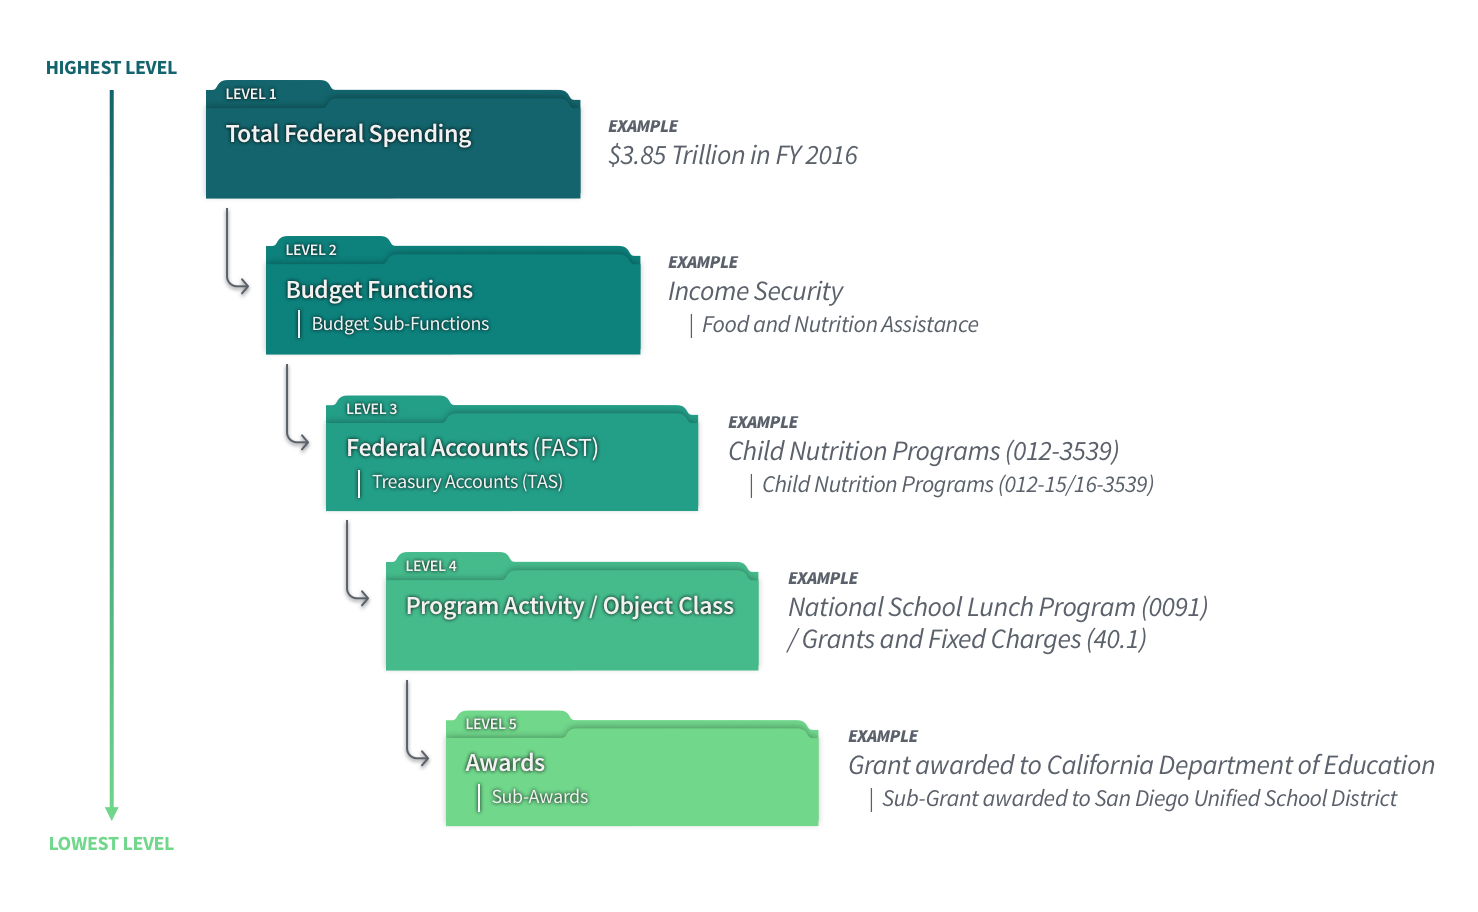 HIGHEST LEVEL
LEVEL 1
Total Federal Spending
EXAMPLE
$3.85 Trillion in FY 2016
LEVEL 2
Budget Functions
Budget Sub-Functions
EXAMPLE
Income Security
Food and Nutrition Assistance
LEVEL 3
Federal Accounts (FAST)
Treasury Accounts (TAS)
EXAMPLE
Child Nutrition Programs (012-3539)
Child Nutrition Programs (012-15/16-3539)
LEVEL 4
Program Activity / Object Class
EXAMPLE
National School Lunch Program (0091)
/ Grants and Fixed Charges (40.1)
LEVEL 5
Awards
Sub-Awards
EXAMPLE
Grant awarded to California Department of Education
Sub-Grant awarded to San Diego Unified School District
LOWEST LEVEL